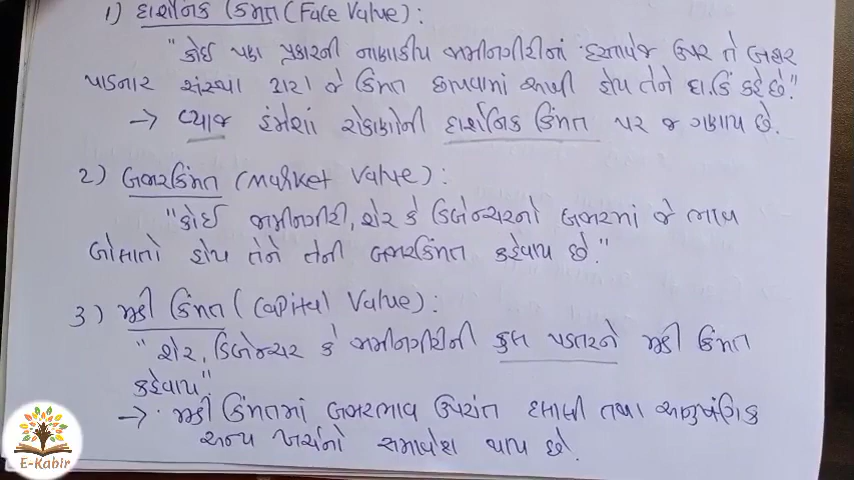 1) દાર્શનિક કિંમત (Face Value) :
"કોઈ પણ પ્રકારની નાણાકીય જામીનગીરીનાં દસ્તાવેજ ઉપર તે બહાર
પાડનાર સંસ્થા દ્વારા જે કિંમત છાપવામાં આવી હોય તેને દા.કિં કહે છે."
→ વ્યાજ હંમેશાં રોકાણોની દાર્શનિક કિંમત પર જ ગણાય છે.
2) બજારકિંમત (Market Value) :
"કોઈ જામીનગીરી, શેર કે ડિબેન્ચરનો બજારમાં જે ભાવ
બોલાતો હોય તેને તેની બજારકિંમત કહેવાય છે."
3) મૂડી કિંમત (Capital Value) :
"શેર, ડિબેન્ચર કે જામીનગીરીની કુલ પડતરને મૂડી કિંમત
કહેવાય".
→ મૂડી કિંમતમાં બજારભાવ ઉપરાંત દલાલી તથા આનુષંગિક
અન્ય ખર્ચનો સમાવેશ થાય છે.
E-Kabir